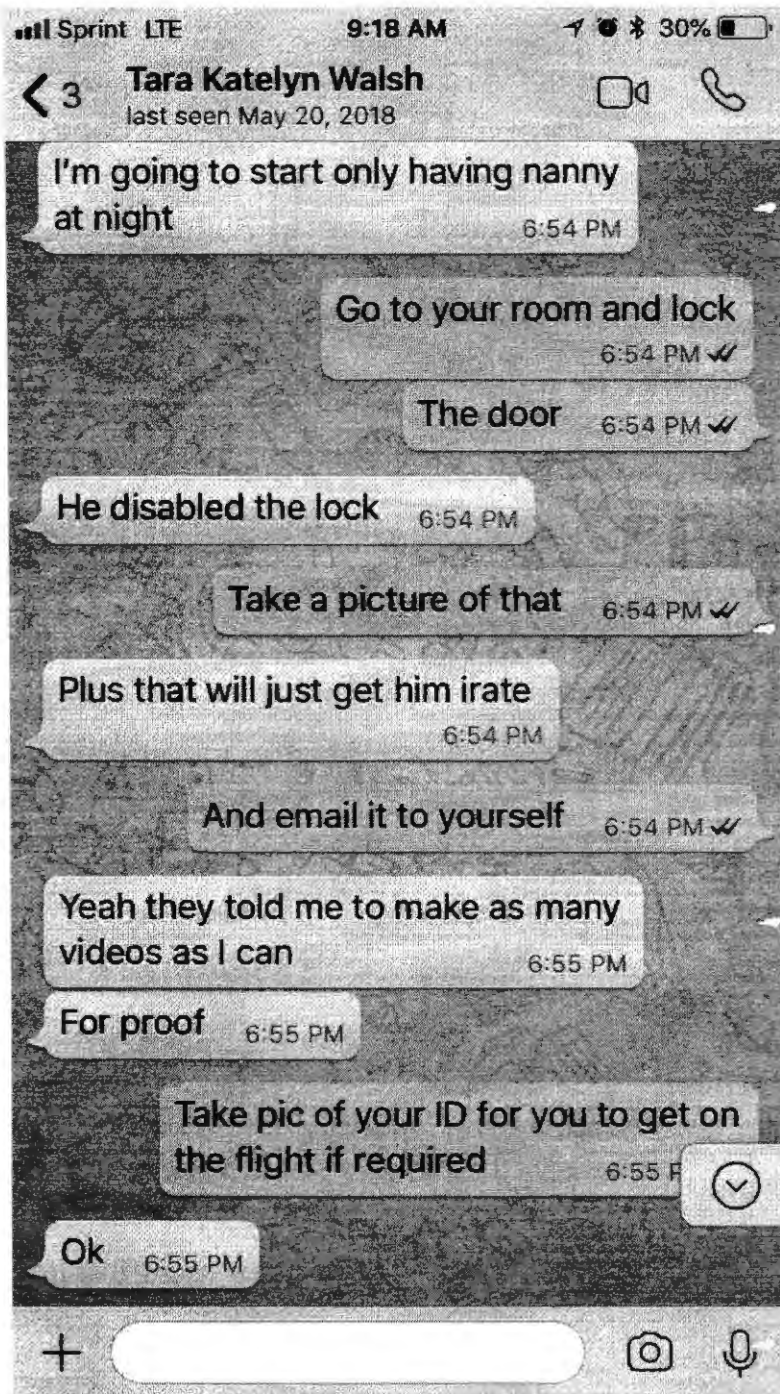 Sprint LTE 9:18 AM 30%
3 Tara Katelyn Walsh
last seen May 20, 2018
I'm going to start only having nanny
at night 6:54 PM
Go to your room and lock
6:54 PM
The door 6:54 PM
He disabled the lock 6:54 PM
Take a picture of that 6:54 PM
Plus that will just get him irate
6:54 PM
And email it to yourself 6:54 PM
Yeah they told me to make as many
videos as I can 6:55 PM
For proof 6:55 PM
Take pic of your ID for you to get on
the flight if required 6:55 P
Ok 6:55 PM